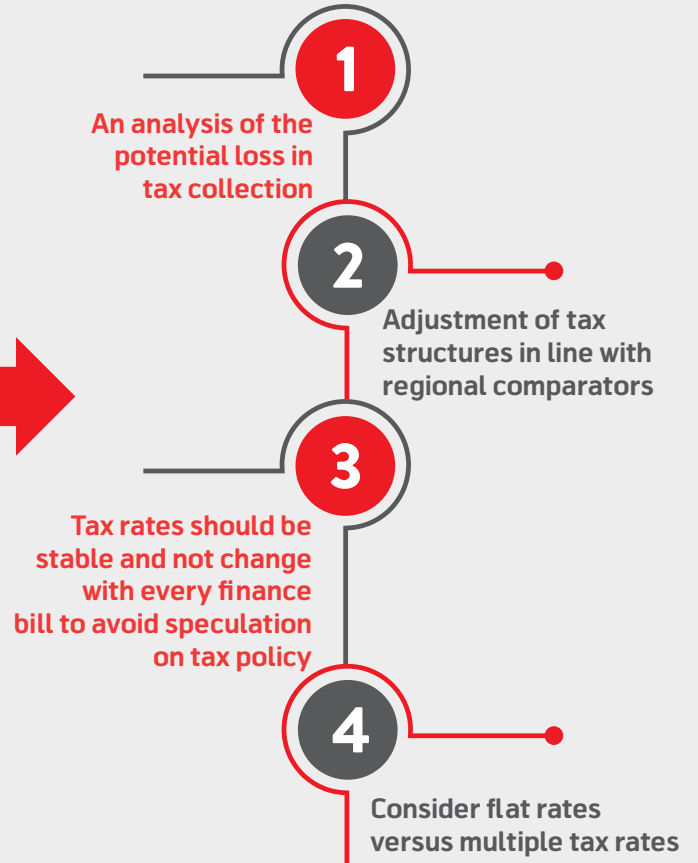 1
An analysis of the
potential loss in
tax collection
2
Adjustment of tax
structures in line with
regional comparators
3
Tax rates should be
stable and not change
with every finance
bill to avoid speculation
on tax policy
4
Consider flat rates
versus multiple tax rates